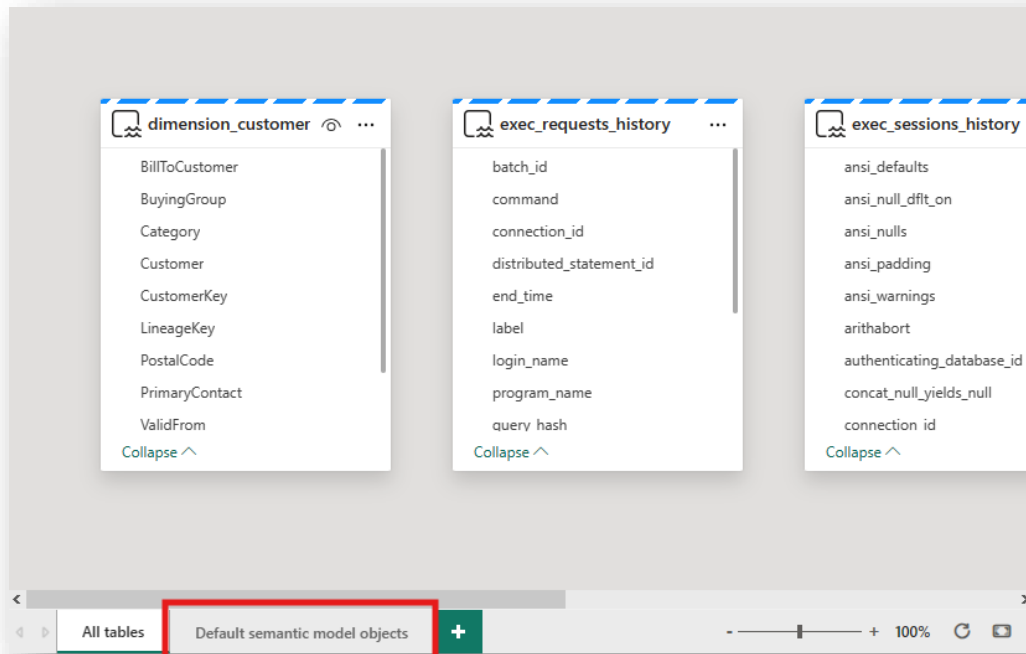 dimension_customer
BillToCustomer
BuyingGroup
Category
Customer
CustomerKey
LineageKey
PostalCode
PrimaryContact
ValidFrom
Collapse
exec_requests_history
batch_id
command
connection_id
distributed_statement_id
end_time
label
login_name
program_name
query_hash
Collapse
exec_sessions_history
ansi_defaults
ansi_null_dflt_on
ansi_nulls
ansi_padding
ansi_warnings
arithabort
authenticating_database_id
concat_null_yields_null
connection_id
Collapse
All tables
Default semantic model objects
+
- + 100%